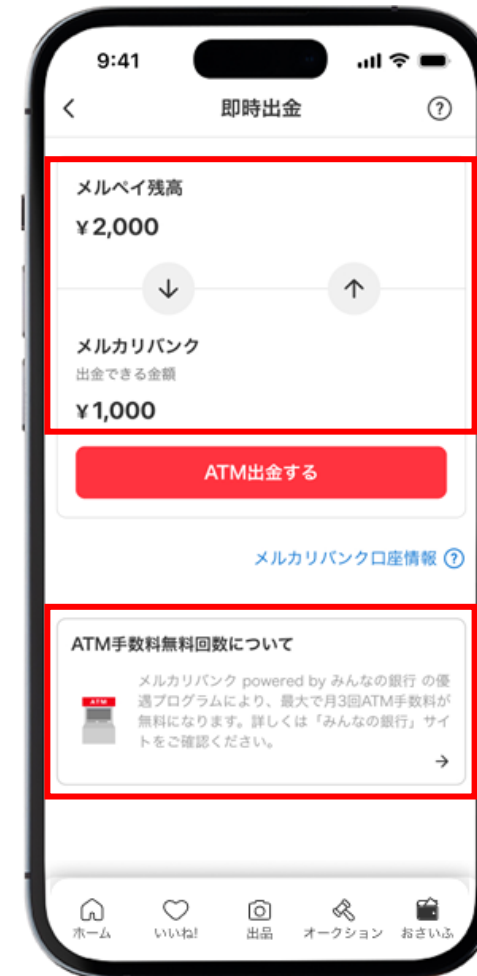 9:41
即時出金
?
メルペイ残高
¥2,000
メルカリバンク
出金できる金額
¥1,000
ATM出金する
メルカリバンク口座情報 ?
ATM手数料無料回数について
メルカリバンク powered by みんなの銀行 の優
遇プログラムにより、最大で月3回ATM手数料が
無料になります。詳しくは「みんなの銀行」サイ
トをご確認ください。
ATM
ホーム いいね! 出品 オークション おさいふ